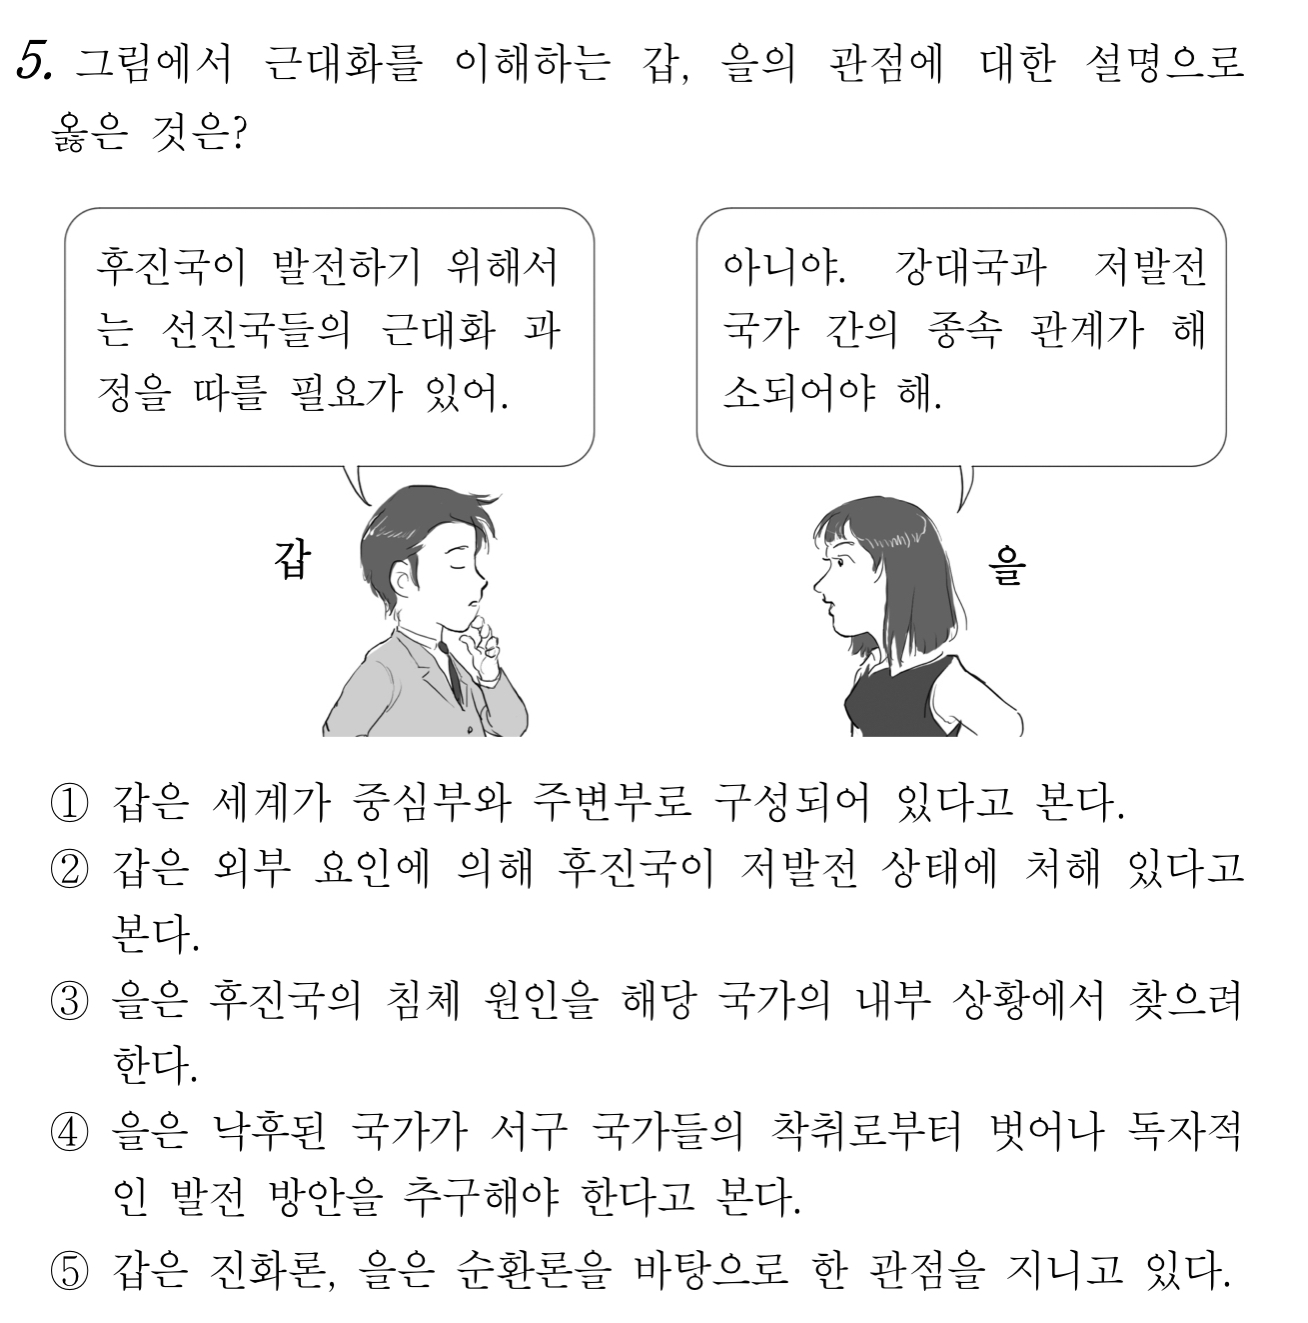 5. 그림에서 근대화를 이해하는 갑, 을의 관점에 대한 설명으로
옳은 것은?
후진국이 발전하기 위해서
는 선진국들의 근대화 과
정을 따를 필요가 있어.
아니야. 강대국과 저발전
국가 간의 종속 관계가 해
소되어야 해.
갑
을
① 갑은 세계가 중심부와 주변부로 구성되어 있다고 본다.
② 갑은 외부 요인에 의해 후진국이 저발전 상태에 처해 있다고
본다.
③ 을은 후진국의 침체 원인을 해당 국가의 내부 상황에서 찾으려
한다.
④ 을은 낙후된 국가가 서구 국가들의 착취로부터 벗어나 독자적
인 발전 방안을 추구해야 한다고 본다.
⑤ 갑은 진화론, 을은 순환론을 바탕으로 한 관점을 지니고 있다.